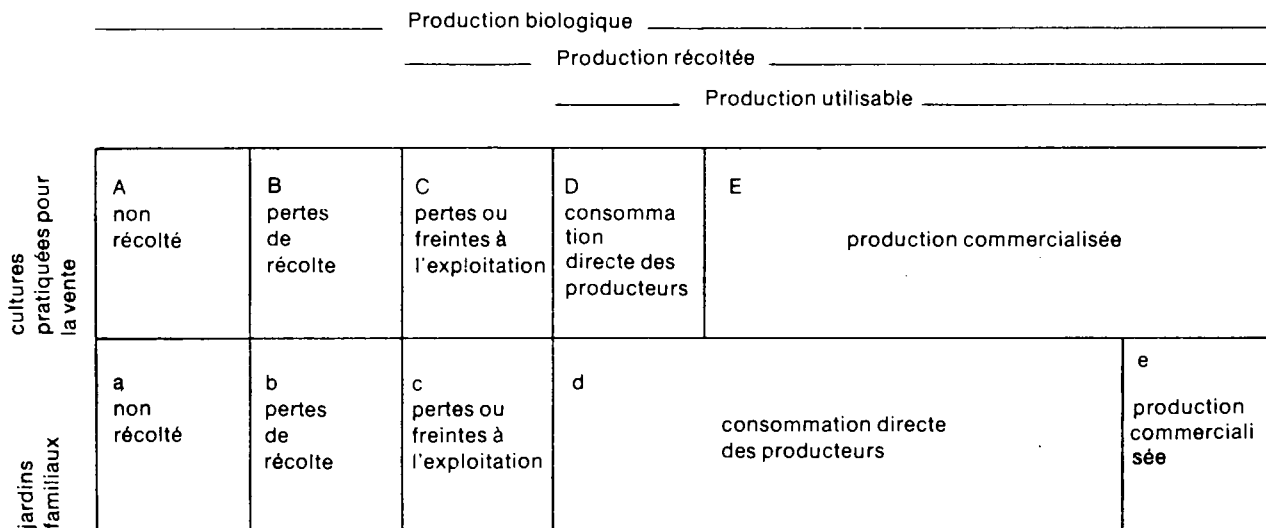 Production biologique
Production récoltée
Production utilisable
cultures
pratiquées pour
la vente
A
non
récolté
B
pertes
de
récolte
C
pertes ou
freintes à
l'exploitation
D
consomma
tion
directe des
producteurs
E
production commercialisée
jardins
familiaux
a
non
récolté
b
pertes
de
récolte
c
pertes ou
freintes à
l'exploitation
d
consommation directe
des producteurs
e
production
commerciali
sée